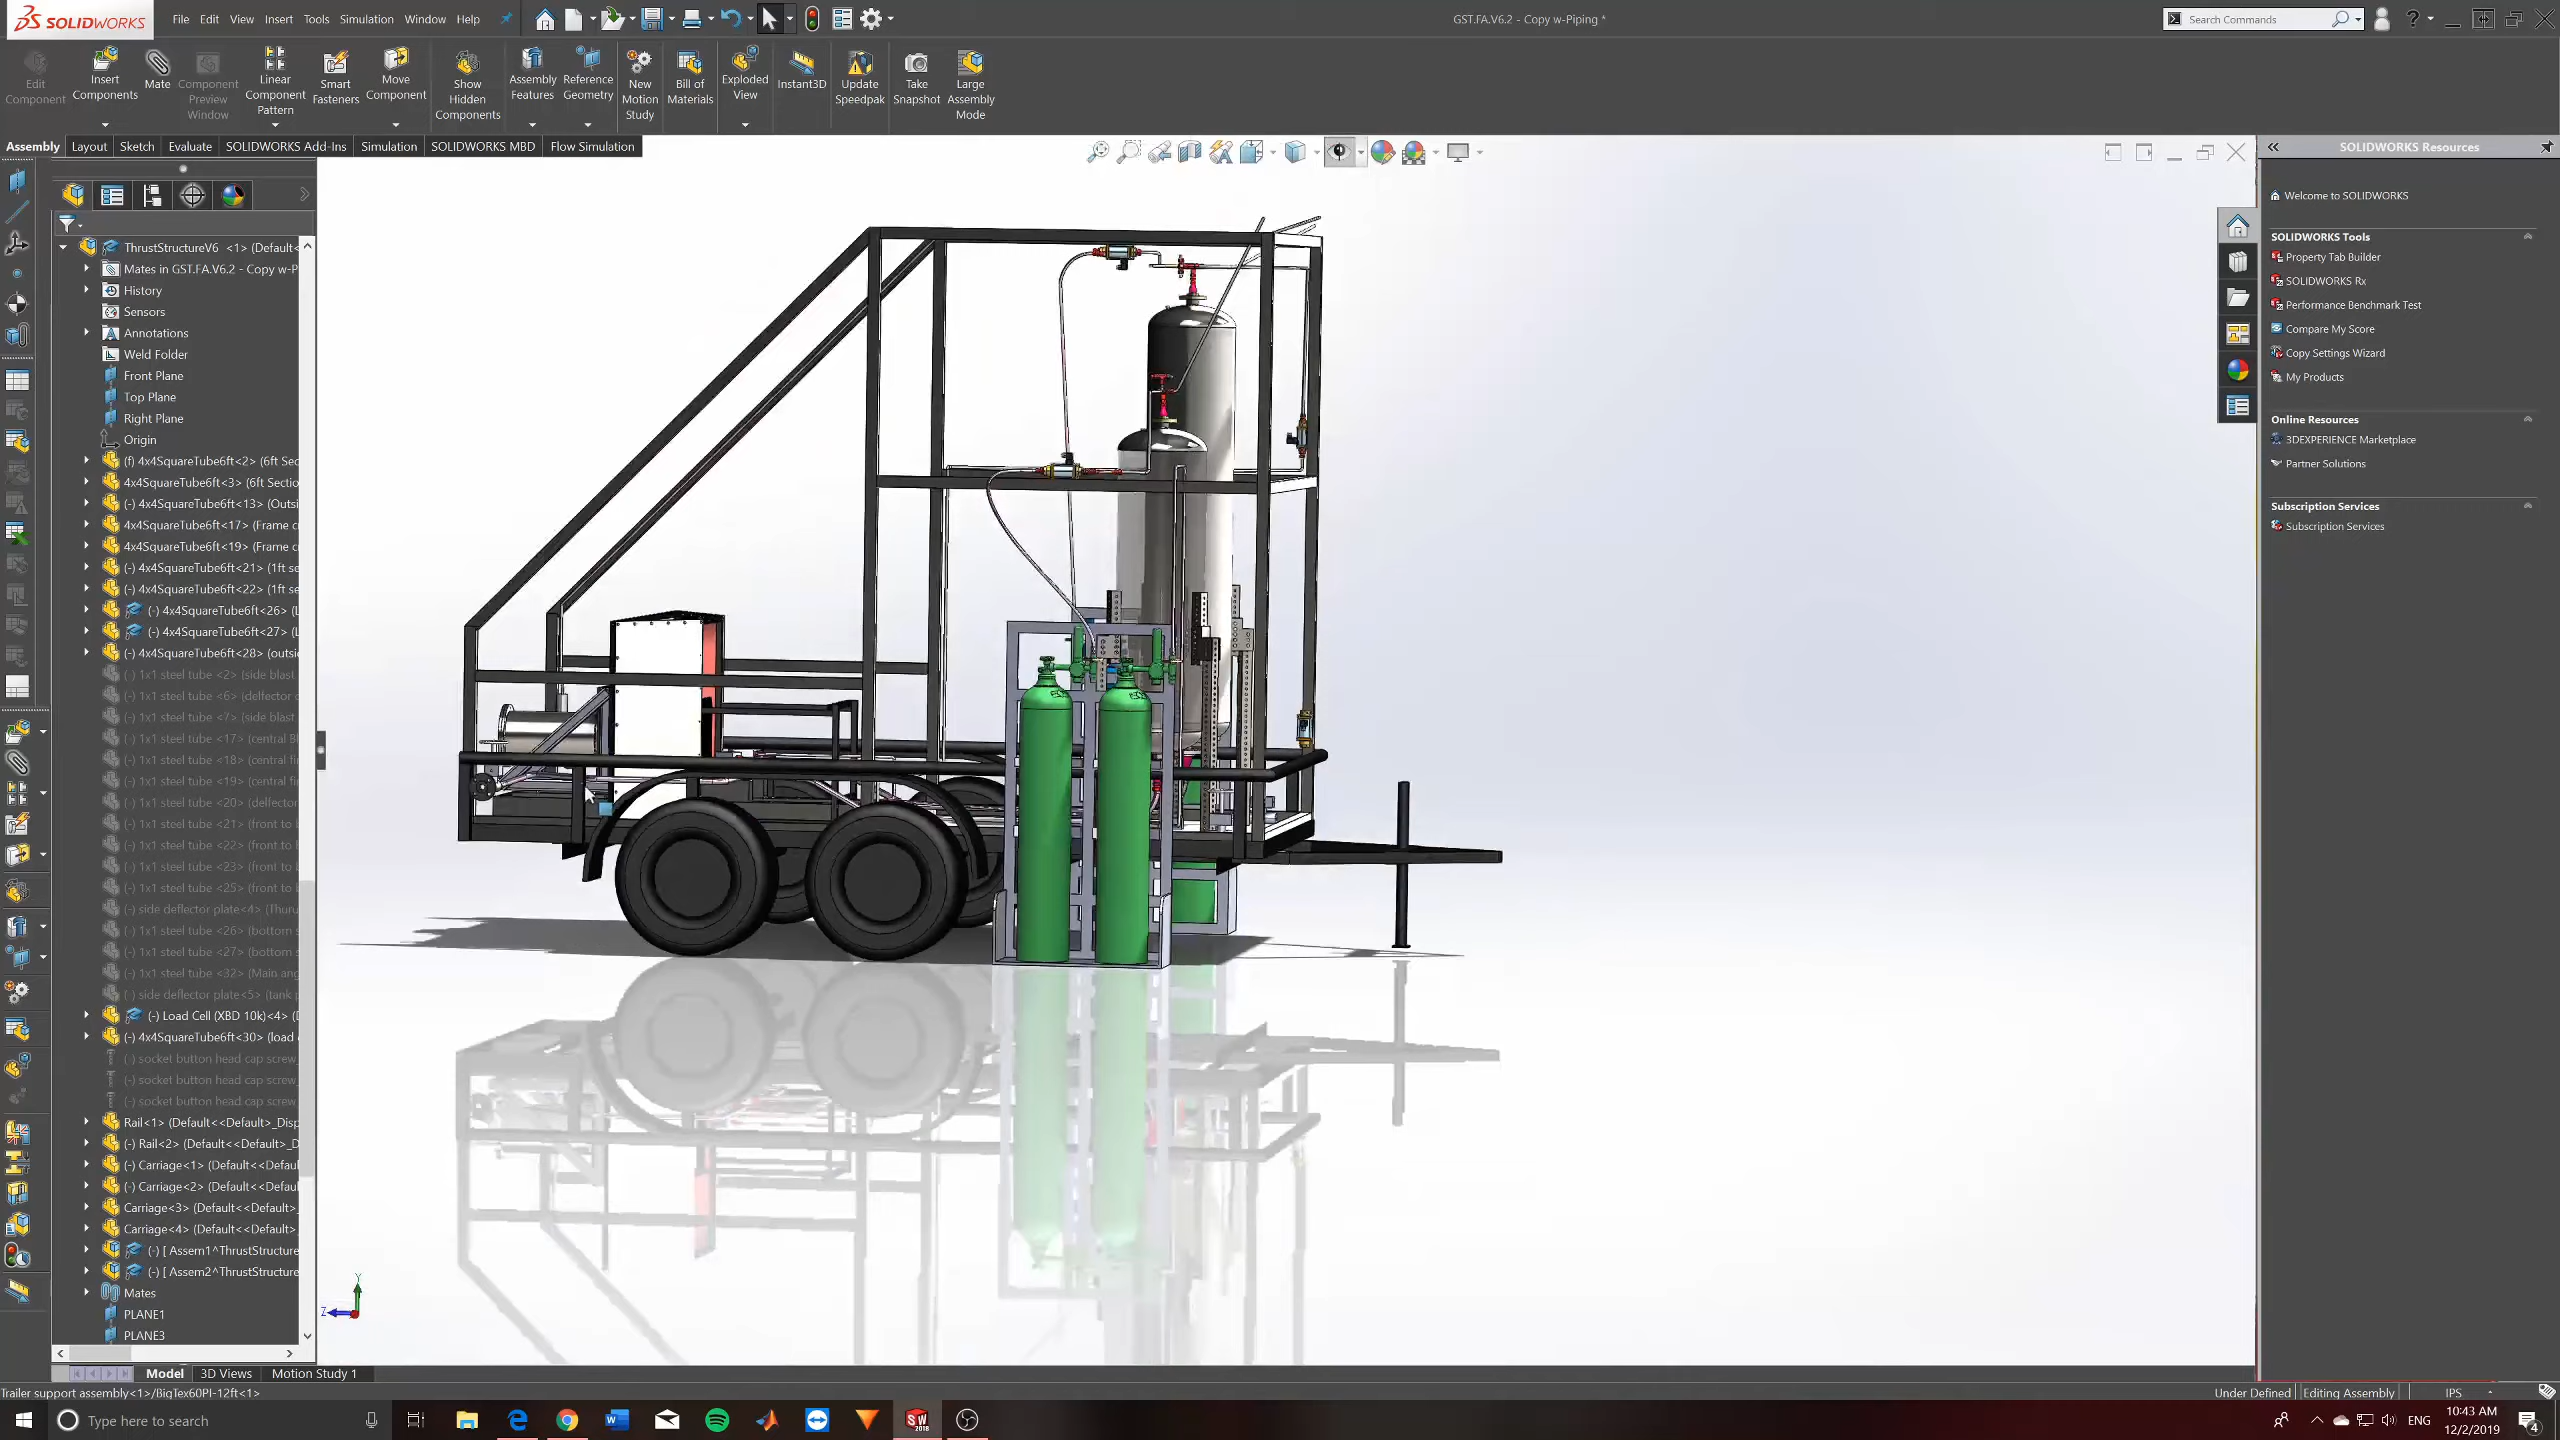 SOLIDWORKS
File Edit View Insert Tools Simulation Window Help
GST.FA.V6.2 - Copy w-Piping *
Search Commands
Edit Component
Insert Components
Mate
Component Preview Window
Linear Component Pattern
Smart Fasteners
Move Component
Show Hidden Components
Assembly Features
Reference Geometry
New Motion Study
Bill of Materials
Exploded View
Instant3D
Update Speedpak
Take Snapshot
Large Assembly Mode
Assembly Layout Sketch Evaluate SOLIDWORKS Add-Ins Simulation SOLIDWORKS MBD Flow Simulation
ThrustStructureV6 <1> (Default<
Mates in GST.FA.V6.2 - Copy w-P
History
Sensors
Annotations
Weld Folder
Front Plane
Top Plane
Right Plane
Origin
(f) 4x4SquareTube6ft<2> (6ft Sec
4x4SquareTube6ft<3> (6ft Section
(-) 4x4SquareTube6ft<13> (Outsi
4x4SquareTube6ft<17> (Frame cr
4x4SquareTube6ft<19> (Frame cr
(-) 4x4SquareTube6ft<21> (1ft se
(-) 4x4SquareTube6ft<22> (1ft se
(-) 4x4SquareTube6ft<26> (L
(-) 4x4SquareTube6ft<27> (L
(-) 4x4SquareTube6ft<28> (outsi
(-) 1x1 steel tube <2> (side blast
(-) 1x1 steel tube <6> (delflector
(-) 1x1 steel tube <7> (side blast
(-) 1x1 steel tube <17> (central
(-) 1x1 steel tube <18> (central fi
(-) 1x1 steel tube <19> (central fi
(-) 1x1 steel tube <20> (deflector
(-) 1x1 steel tube <21> (front to
(-) 1x1 steel tube <22> (front to b
(-) 1x1 steel tube <23> (front to b
(-) 1x1 steel tube <25> (front to b
(-) side deflector plate<4> (Thuru
(-) 1x1 steel tube <26> (bottom s
(-) 1x1 steel tube <27> (bottom s
(-) 1x1 steel tube <32> (Main ang
(-) side deflector plate<5> (tank p
(-) Load Cell (XBD 10k)<4> (D
(-) 4x4SquareTube6ft<30> (load
(-) socket button head cap screw_
(-) socket button head cap screw_
(-) socket button head cap screw_
Rail<1> (Default<<Default>_Disp
(-) Rail<2> (Default<<Default>_D
(-) Carriage<1> (Default<<Defaul
(-) Carriage<2> (Default<<Defaul
Carriage<3> (Default<<Default>_
Carriage<4> (Default<<Default>_
(-) [ Assem1^ThrustStructure
(-) [ Assem2^ThrustStructure
Mates
PLANE1
PLANE3
Y
Z
SOLIDWORKS Resources
Welcome to SOLIDWORKS
SOLIDWORKS Tools
Property Tab Builder
SOLIDWORKS Rx
Performance Benchmark Test
Compare My Score
Copy Settings Wizard
My Products
Online Resources
3DEXPERIENCE Marketplace
Partner Solutions
Subscription Services
Subscription Services
Model 3D Views Motion Study 1
Trailer support assembly<1>/BigTex60PI-12ft<1>
Under Defined Editing Assembly IPS
Type here to search
ENG
10:43 AM
12/2/2019
4